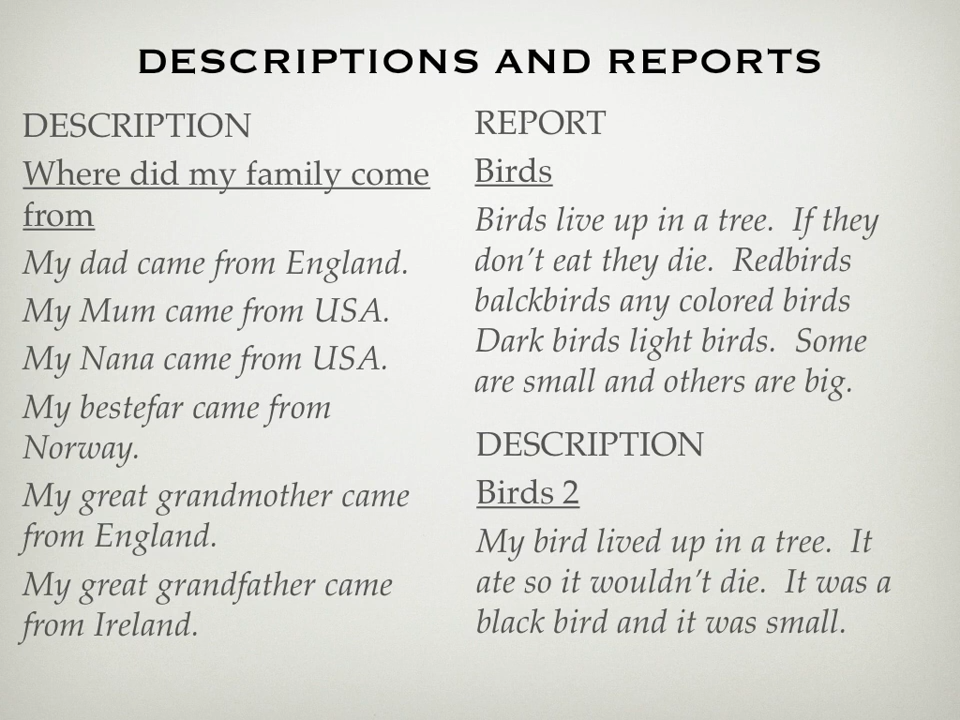 DESCRIPTIONS AND REPORTS
DESCRIPTION
Where did my family come
from
My dad came from England.
My Mum came from USA.
My Nana came from USA.
My bestefar came from
Norway.
My great grandmother came
from England.
My great grandfather came
from Ireland.
REPORT
Birds
Birds live up in a tree.  If they
don't eat they die.  Redbirds
balckbirds any colored birds
Dark birds light birds.  Some
are small and others are big.
DESCRIPTION
Birds 2
My bird lived up in a tree.  It
ate so it wouldn't die.  It was a
black bird and it was small.